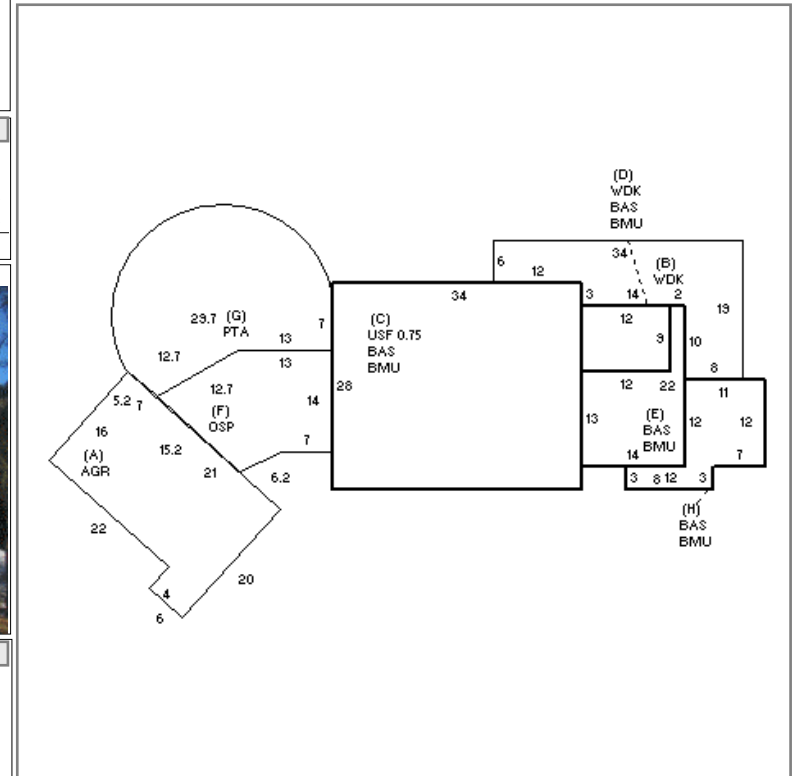 (D)
WDK
BAS
BMU
34
(B)
WDK
6
12
3
14
2
34
19
29.7
(G)
PTA
7
(C)
USF 0.75
BAS
BMU
12
9
10
13
13
12.7
12.7
28
12
22
8
11
5.2
7
(F)
OSP
14
13
(E)
BAS
BMU
12
12
16
(A)
AGR
15.2
7
14
7
21
6.2
3
8
12
3
(H)
BAS
BMU
22
20
4
6